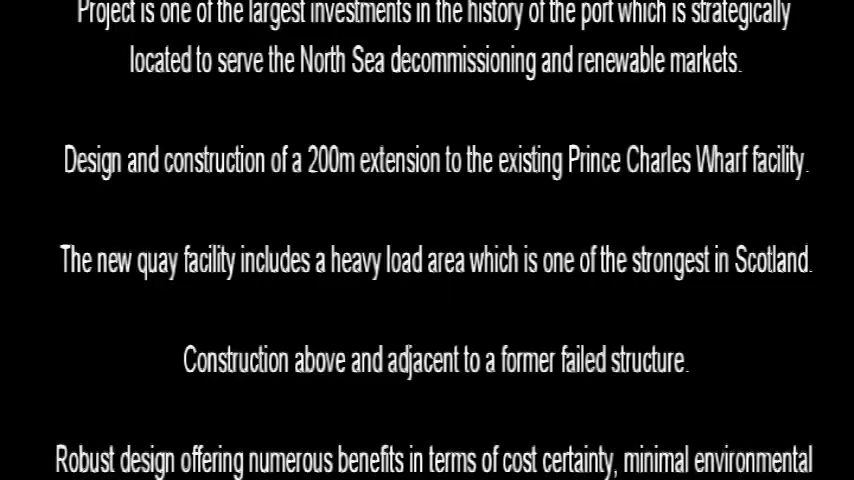 Project is one of the largest investments in the history of the port which is strategically
located to serve the North Sea decommissioning and renewable markets.
Design and construction of a 200m extension to the existing Prince Charles Wharf facility.
The new quay facility includes a heavy load area which is one of the strongest in Scotland.
Construction above and adjacent to a former failed structure.
Robust design offering numerous benefits in terms of cost certainty, minimal environmental